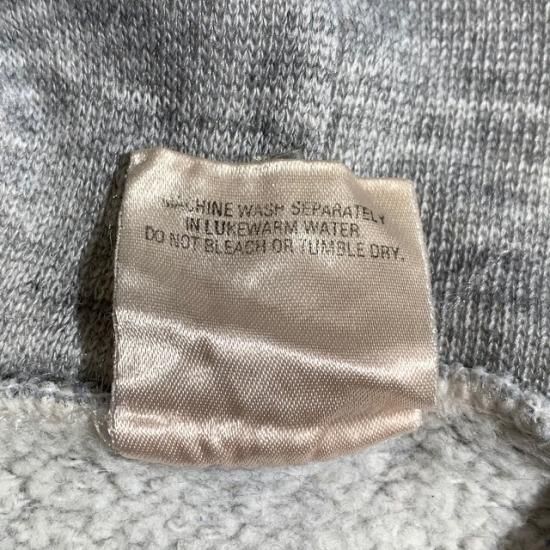 MACHINE WASH SEPARATELY
IN LUKEWARM WATER
DO NOT BLEACH OR TUMBLE DRY.